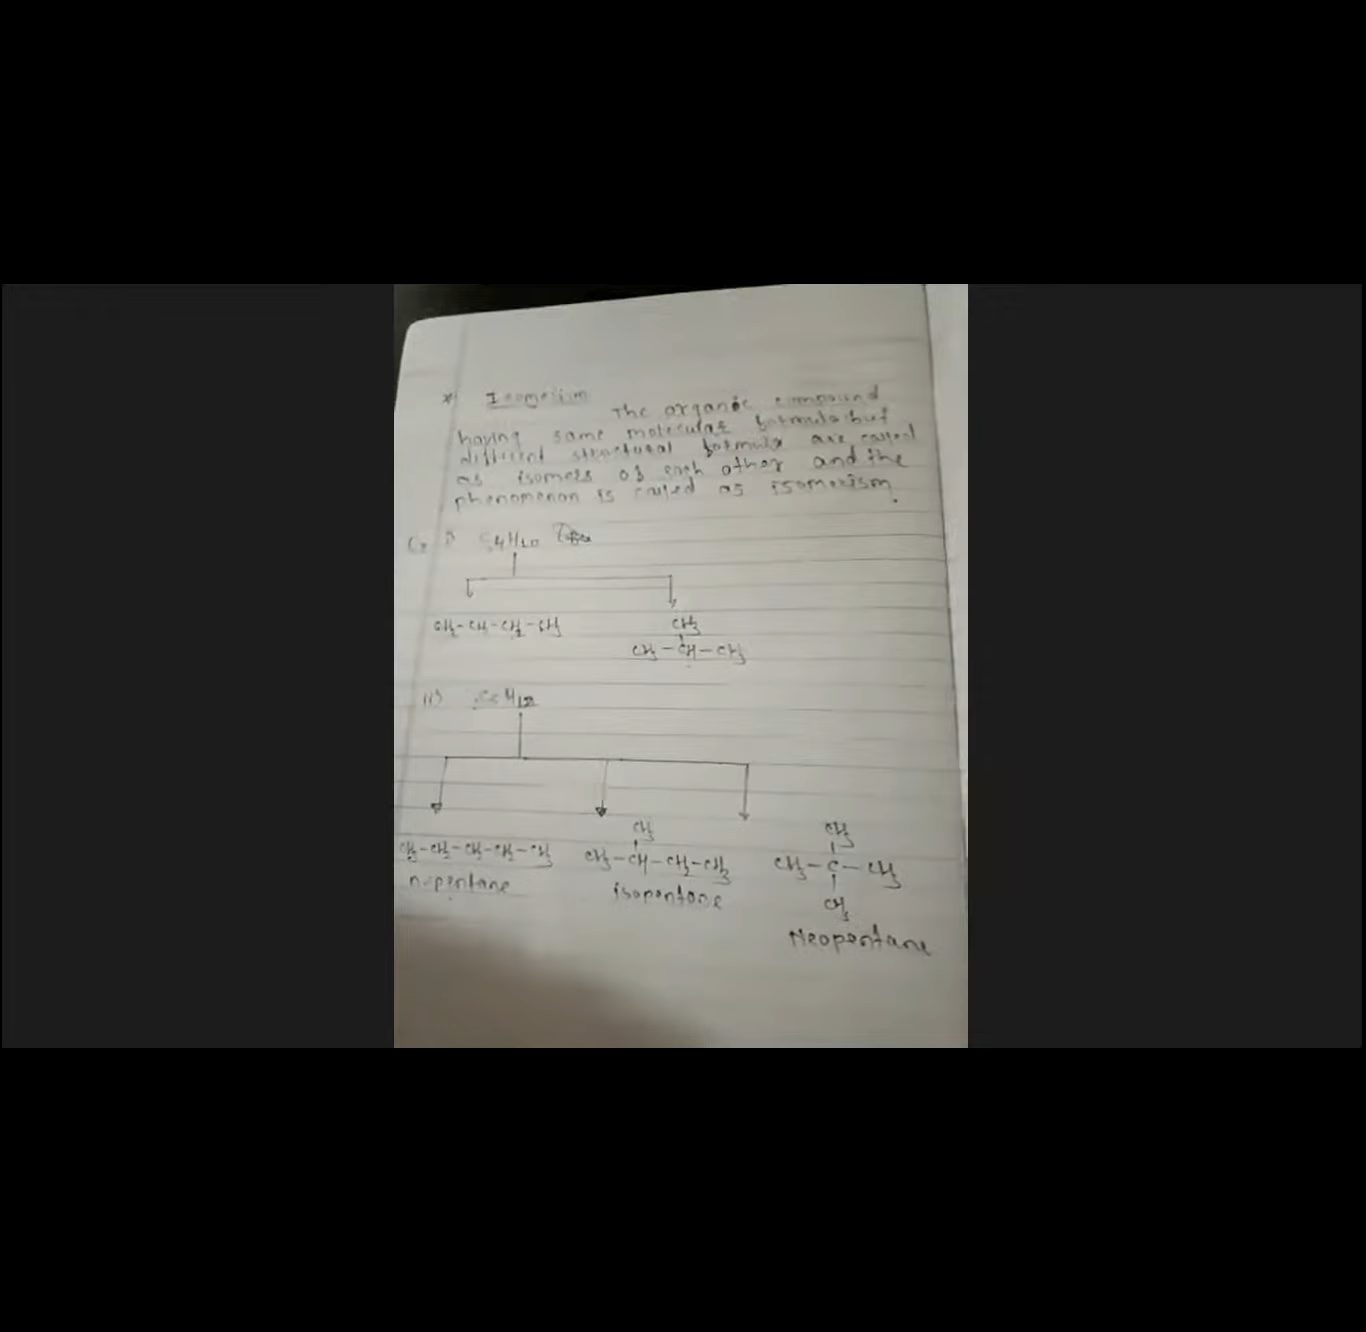 * Isomerism
The organic compound
having same molecular formula but
different structural formula are called
as isomers of each other and the
phenomenon is called as isomerism.
Ex i) C4H10
CH3-CH-CH2-CH3
CH3
CH3-CH-CH3
ii) C5H12
CH3-CH2-CH2-CH2-CH3
n-pentane
CH3
CH3-CH-CH2-CH3
isopentane
CH3
CH3-C-CH3
CH3
Neopentane